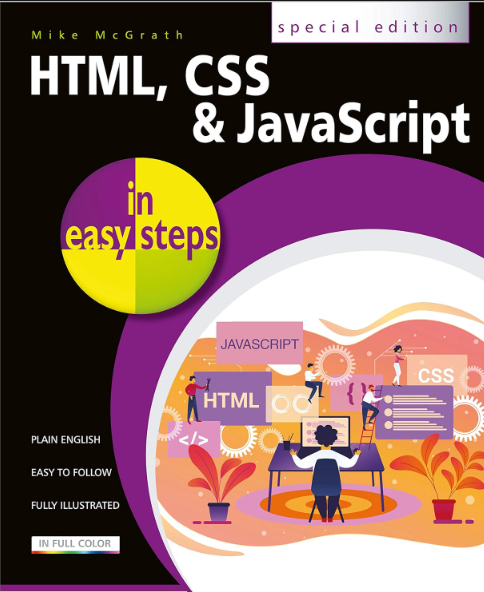 special edition
Mike McGrath
HTML, CSS
& JavaScript
in
easy steps
JAVASCRIPT
CSS
HTML
{ }
</>
PLAIN ENGLISH
EASY TO FOLLOW
FULLY ILLUSTRATED
IN FULL COLOR